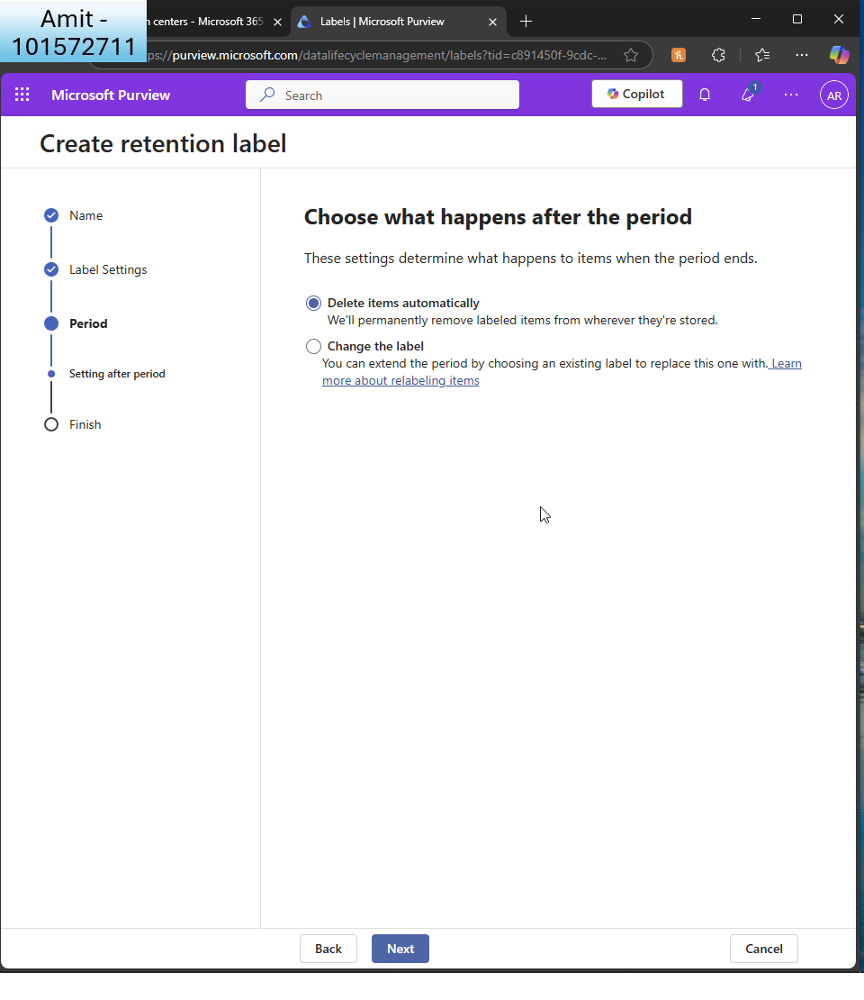 Amit -
101572711
n centers - Microsoft 365
Labels | Microsoft Purview
ps://purview.microsoft.com/datalifecyclemanagement/labels?tid=c891450f-9cdc-...
Microsoft Purview
Search
Copilot
1
AR
Create retention label
Name
Label Settings
Period
Setting after period
Finish
Choose what happens after the period
These settings determine what happens to items when the period ends.
Delete items automatically
We'll permanently remove labeled items from wherever they're stored.
Change the label
You can extend the period by choosing an existing label to replace this one with. Learn
more about relabeling items
Back
Next
Cancel